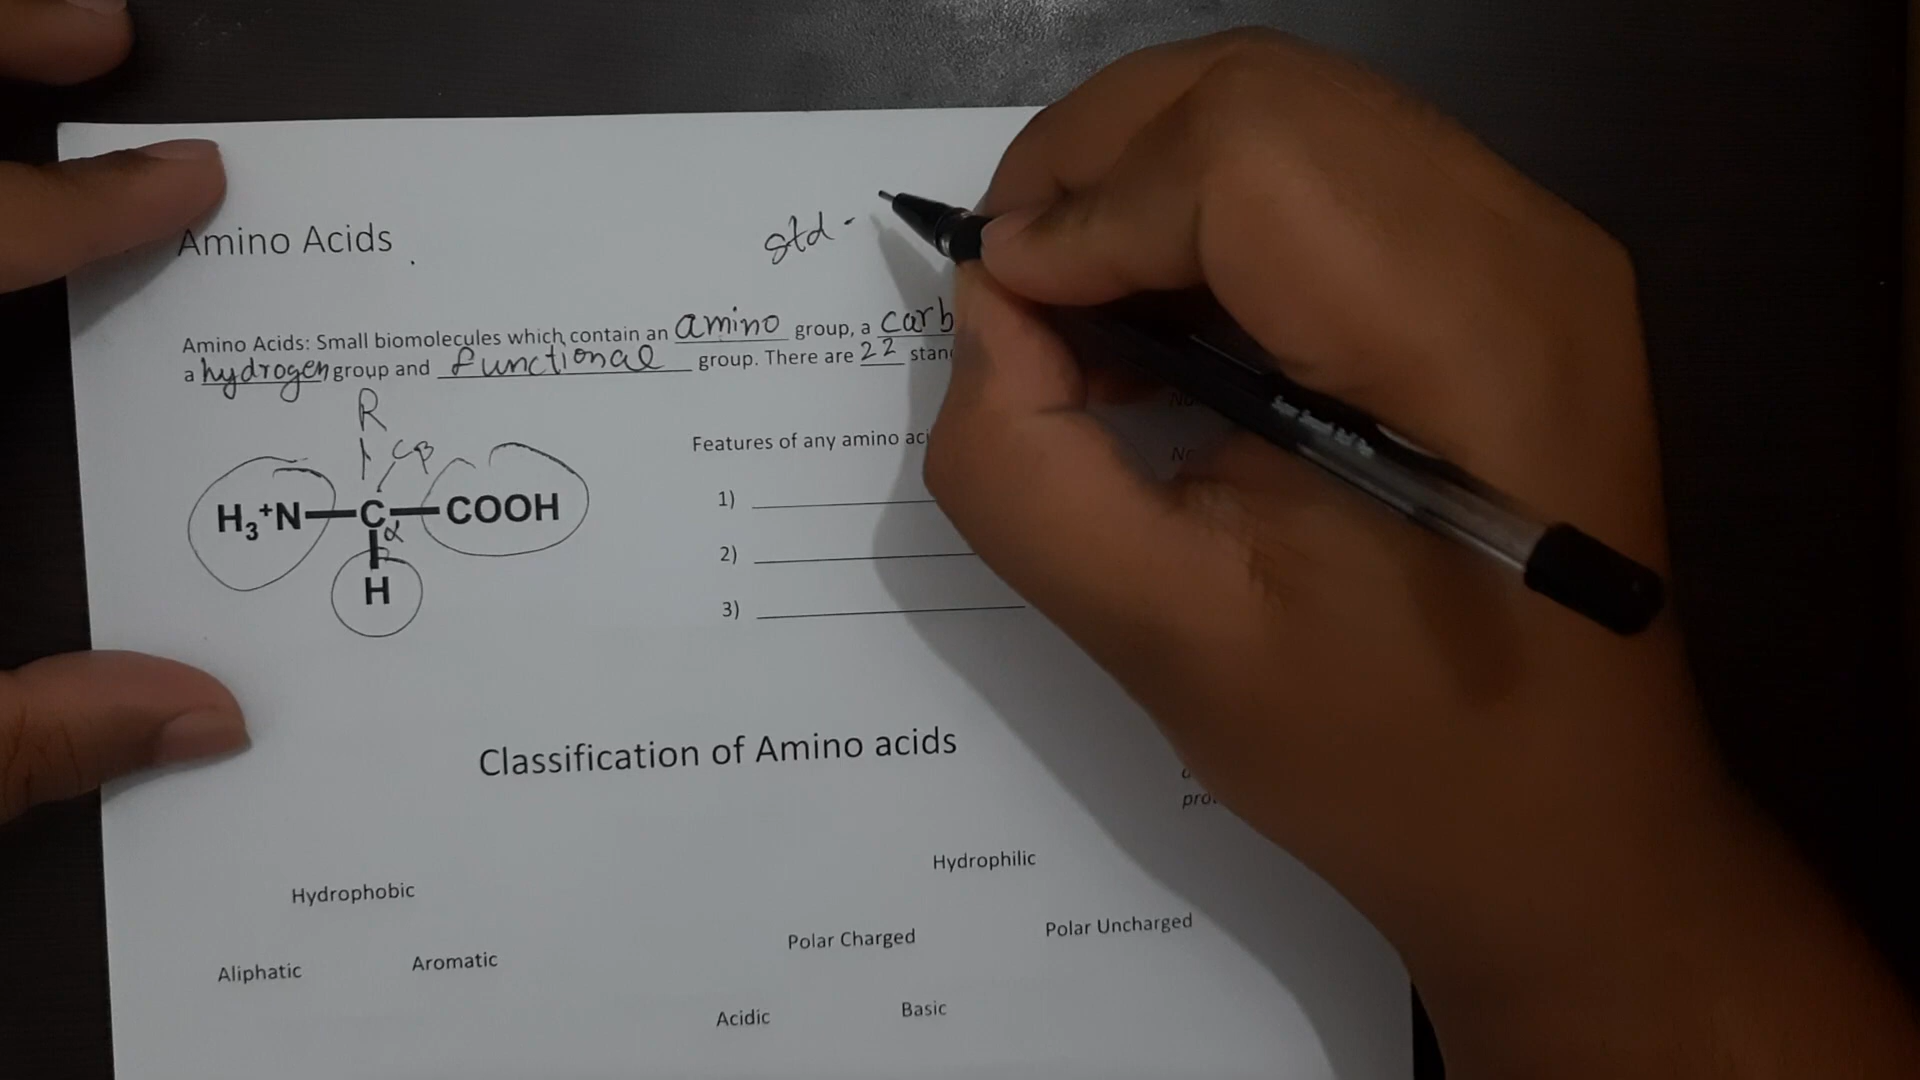 std -
Amino Acids
Amino Acids: Small biomolecules which contain an amino group, a carb
a hydrogen group and functional group. There are 22 stan
R
Cβ
Features of any amino aci
H3+N—C—COOH
α
H
1)
2)
3)
Classification of Amino acids
Hydrophobic
Hydrophilic
Aliphatic
Aromatic
Polar Charged
Polar Uncharged
Acidic
Basic